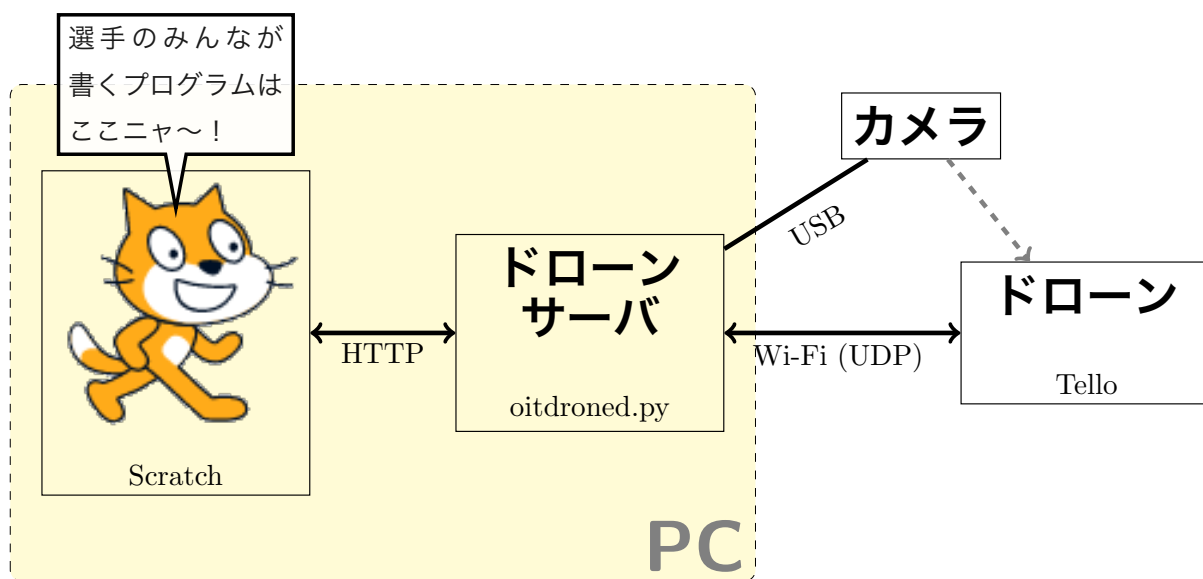 選手のみんなが
書くプログラムは
ここニャ〜！
カメラ
USB
ドローン
サーバ
ドローン
HTTP
Wi-Fi (UDP)
Tello
oitdroned.py
Scratch
PC